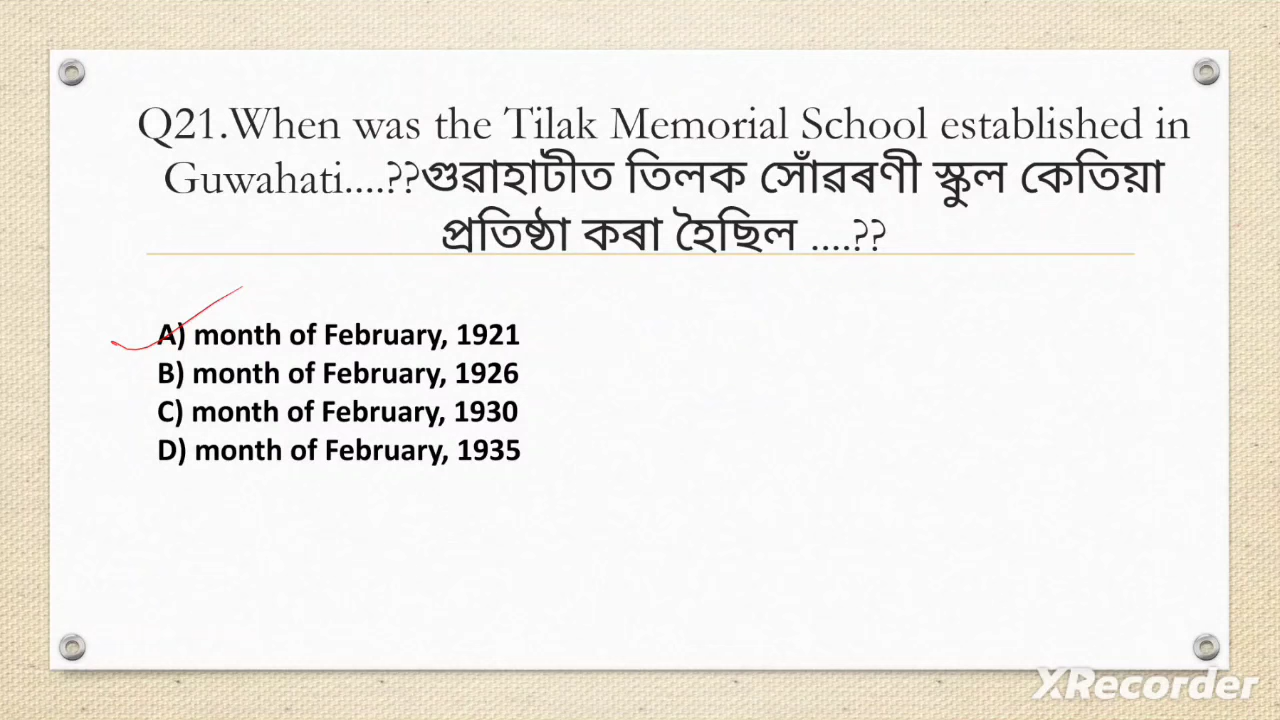 Q21.When was the Tilak Memorial School established in
Guwahati....??গুৱাহাটীত তিলক সোঁৱৰণী স্কুল কেতিয়া
প্ৰতিষ্ঠা কৰা হৈছিল ....??
A) month of February, 1921
B) month of February, 1926
C) month of February, 1930
D) month of February, 1935
XRecorder